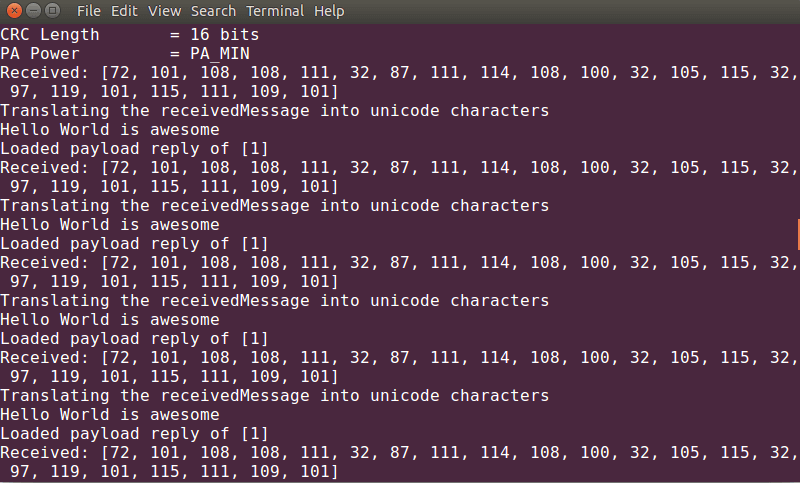 File Edit View Search Terminal Help
CRC Length       = 16 bits
PA Power         = PA_MIN
Received: [72, 101, 108, 108, 111, 32, 87, 111, 114, 108, 100, 32, 105, 115, 32,
 97, 119, 101, 115, 111, 109, 101]
Translating the receivedMessage into unicode characters
Hello World is awesome
Loaded payload reply of [1]
Received: [72, 101, 108, 108, 111, 32, 87, 111, 114, 108, 100, 32, 105, 115, 32,
 97, 119, 101, 115, 111, 109, 101]
Translating the receivedMessage into unicode characters
Hello World is awesome
Loaded payload reply of [1]
Received: [72, 101, 108, 108, 111, 32, 87, 111, 114, 108, 100, 32, 105, 115, 32,
 97, 119, 101, 115, 111, 109, 101]
Translating the receivedMessage into unicode characters
Hello World is awesome
Loaded payload reply of [1]
Received: [72, 101, 108, 108, 111, 32, 87, 111, 114, 108, 100, 32, 105, 115, 32,
 97, 119, 101, 115, 111, 109, 101]
Translating the receivedMessage into unicode characters
Hello World is awesome
Loaded payload reply of [1]
Received: [72, 101, 108, 108, 111, 32, 87, 111, 114, 108, 100, 32, 105, 115, 32,
 97, 119, 101, 115, 111, 109, 101]